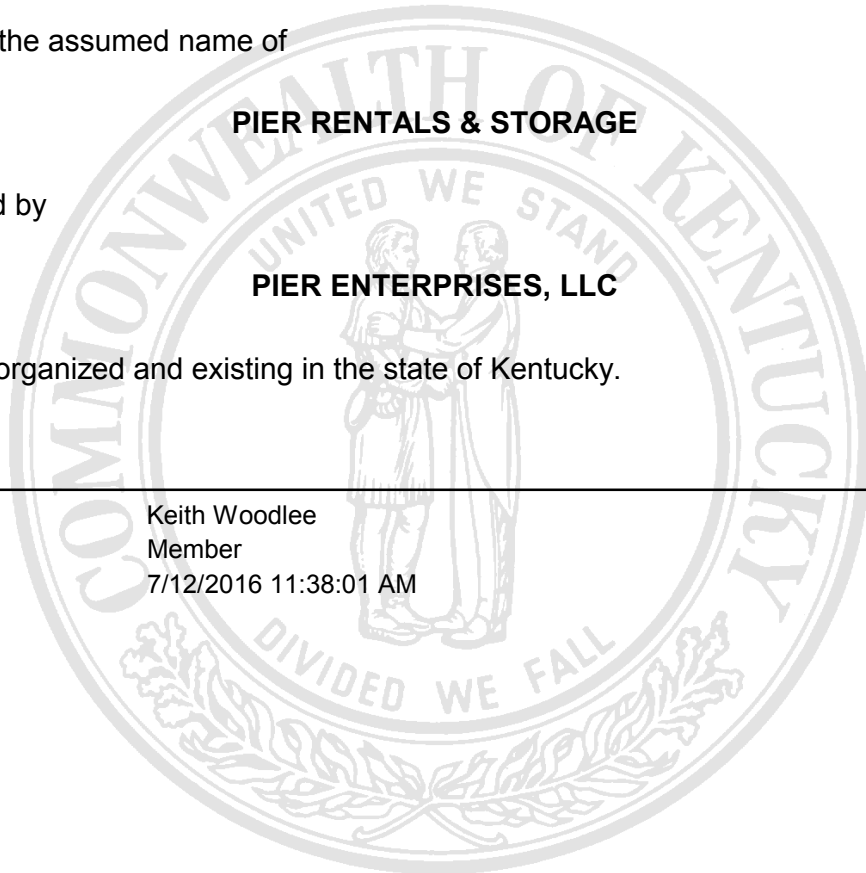 the assumed name of
PIER RENTALS & STORAGE
d by
PIER ENTERPRISES, LLC
organized and existing in the state of Kentucky.
Keith Woodlee
Member
7/12/2016 11:38:01 AM
COMMONWEALTH OF KENTUCKY
UNITED WE STAND
DIVIDED WE FALL